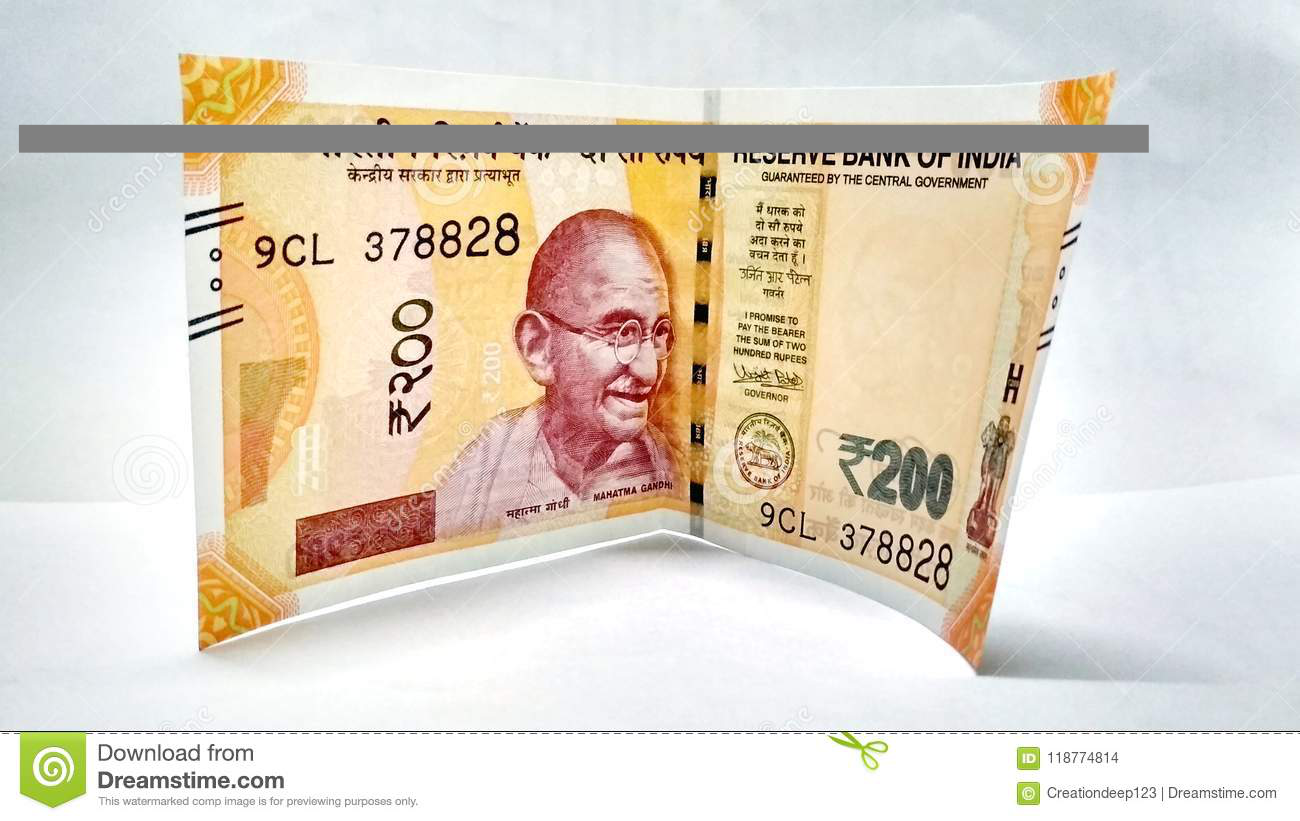 केन्द्रीय सरकार द्वारा प्रत्याभूत
9CL 378828
₹२००
₹200
महात्मा गांधी
MAHATMA GANDHI
RESERVE BANK OF INDIA
GUARANTEED BY THE CENTRAL GOVERNMENT
मैं धारक को
दो सौ रुपये
अदा करने का
वचन देता हूँ।
गवर्नर
I PROMISE TO
PAY THE BEARER
THE SUM OF TWO
HUNDRED RUPEES
GOVERNOR
₹200
9CL 378828
dreamstime
Download from
Dreamstime.com
This watermarked comp image is for previewing purposes only.
ID 118774814
© Creationdeep123 | Dreamstime.com